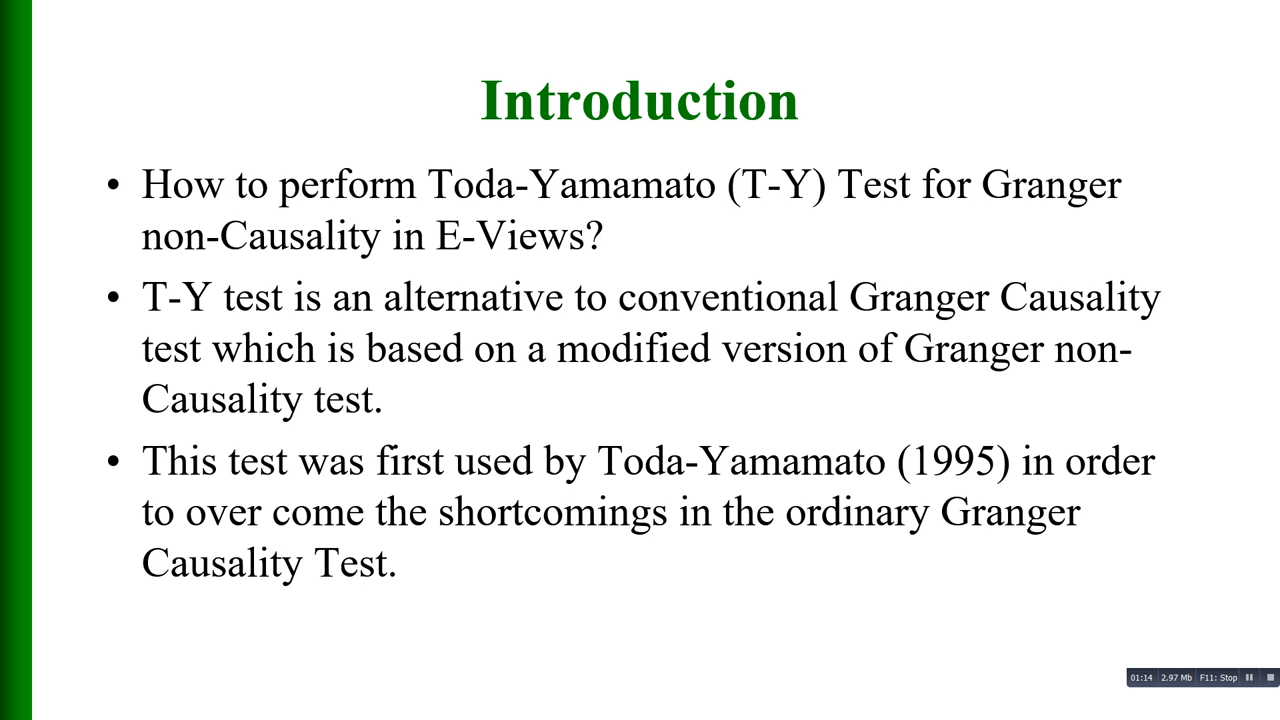 Introduction
• How to perform Toda-Yamamato (T-Y) Test for Granger
non-Causality in E-Views?
• T-Y test is an alternative to conventional Granger Causality
test which is based on a modified version of Granger non-
Causality test.
• This test was first used by Toda-Yamamato (1995) in order
to over come the shortcomings in the ordinary Granger
Causality Test.
01:14 2.97 Mb F11: Stop